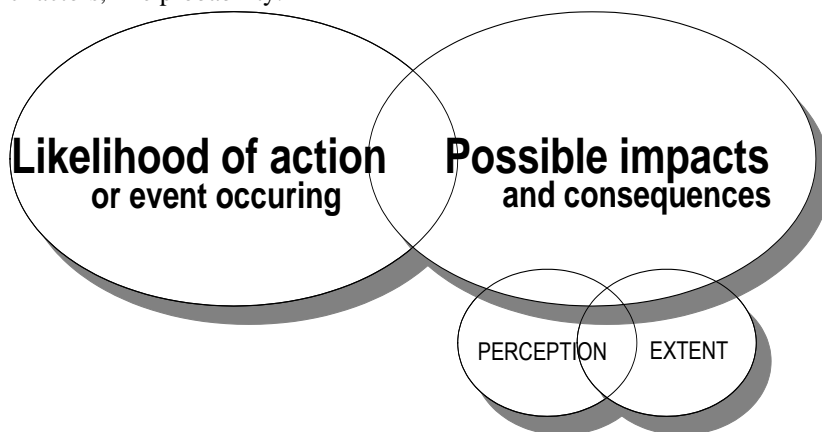 Likelihood of action
or event occuring
Possible impacts
and consequences
PERCEPTION
EXTENT